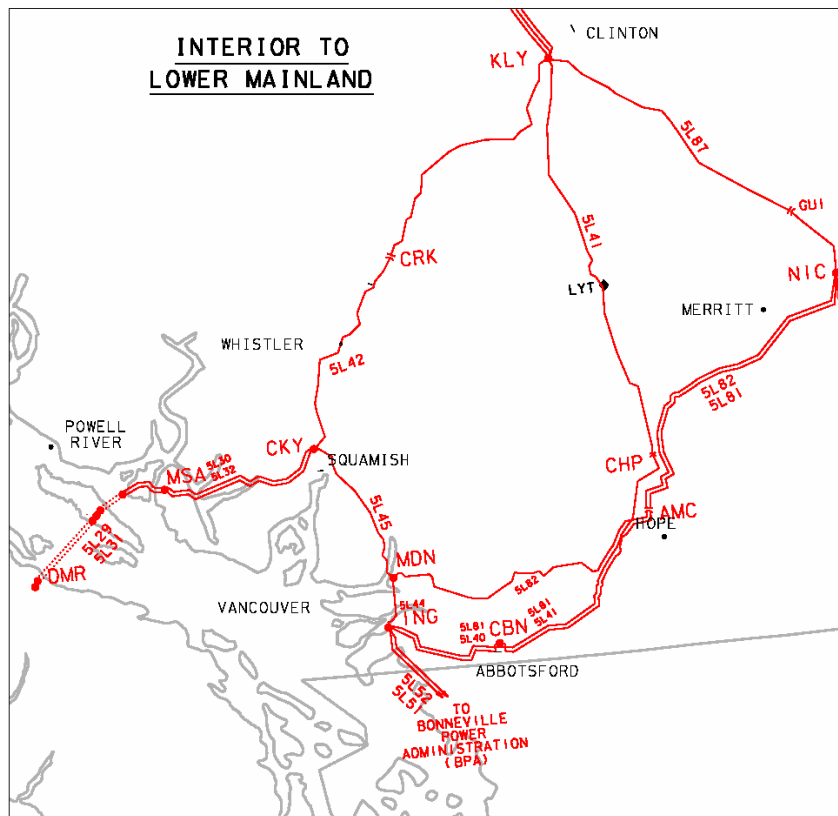 INTERIOR TO
LOWER MAINLAND
CLINTON
KLY
5L87
GUI
5L41
CRK
NIC
LYT
MERRITT
WHISTLER
5L42
5L82
5L81
POWELL
RIVER
CKY
SQUAMISH
CHP
MSA
5L30
5L32
5L45
AMC
HOPE
5L29
5L31
DMR
MDN
5L82
VANCOUVER
5L44
ING
5L81
5L40
CBN
5L81
5L41
ABBOTSFORD
5L52
5L51
TO
BONNEVILLE
POWER
ADMINISTRATION
(BPA)